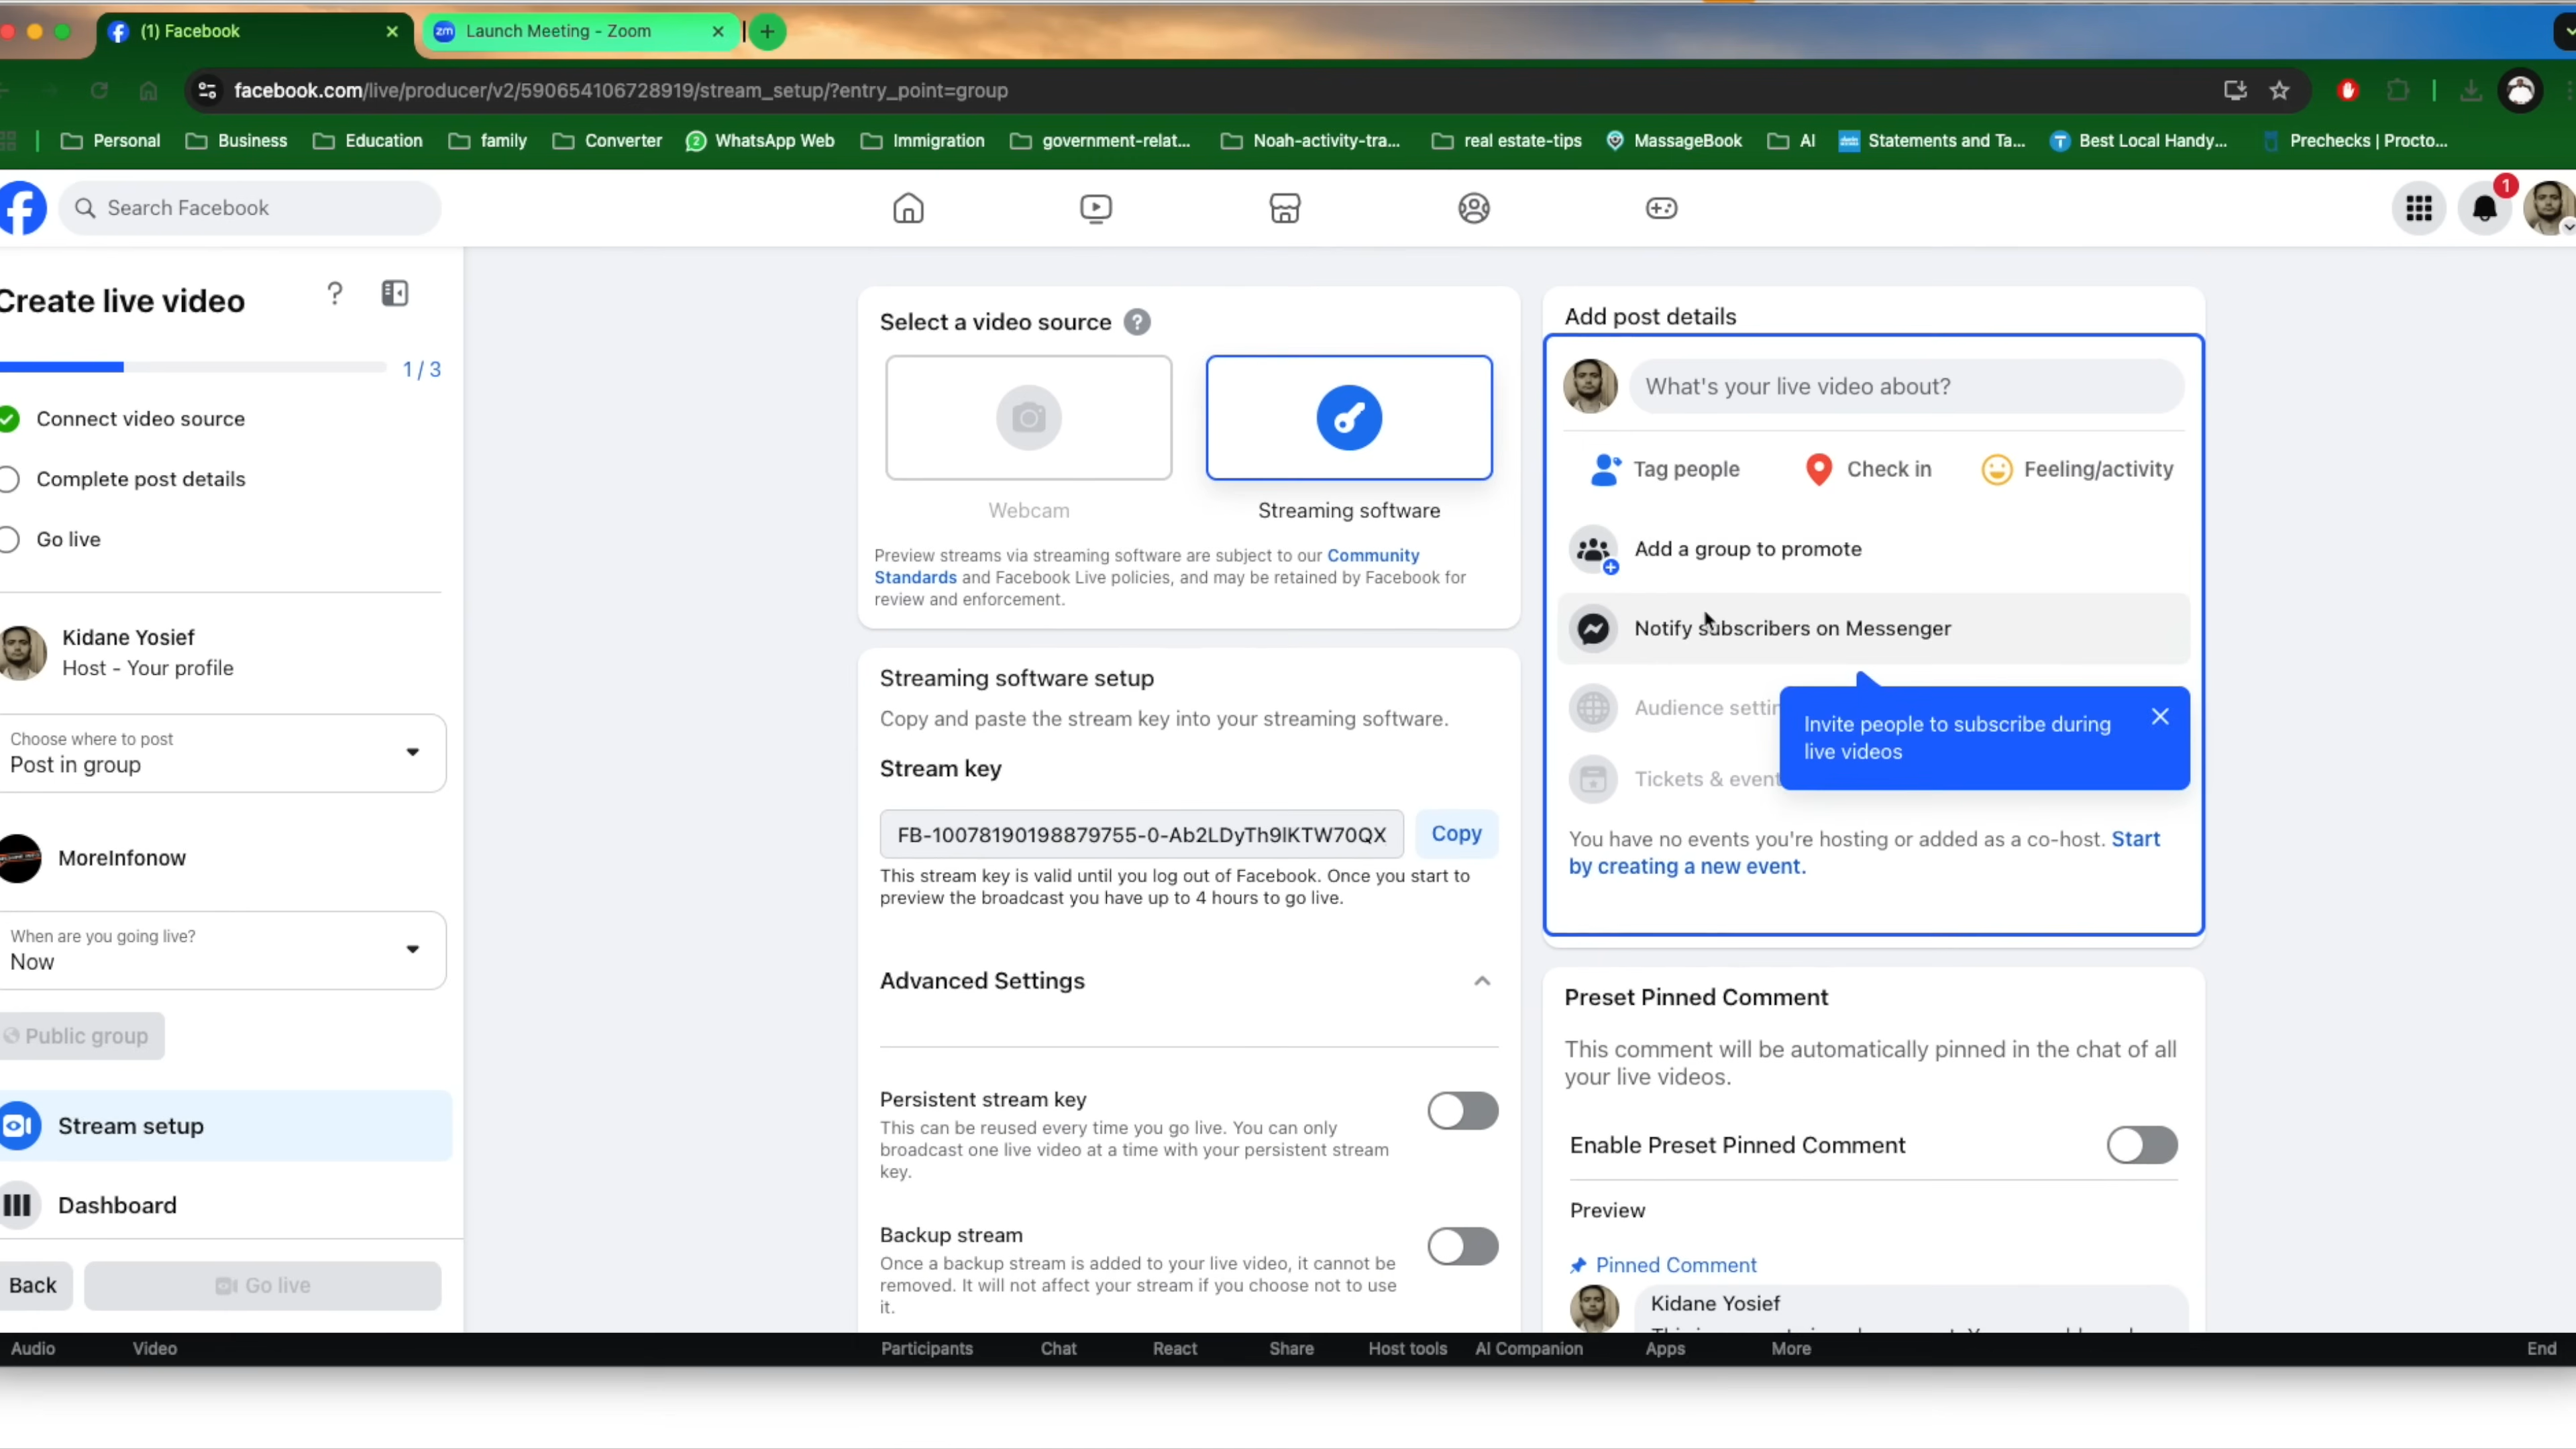 (1) Facebook
zm Launch Meeting - Zoom
facebook.com/live/producer/v2/590654106728919/stream_setup/?entry_point=group
Personal
Business
Education
family
Converter
WhatsApp Web
Immigration
government-relat...
Noah-activity-tra...
real estate-tips
MassageBook
AI
Statements and Ta...
Best Local Handy...
Prechecks | Procto...
Search Facebook
1
Create live video
?
1 / 3
Connect video source
Complete post details
Go live
Kidane Yosief
Host - Your profile
Choose where to post
Post in group
MoreInfonow
When are you going live?
Now
Public group
Stream setup
Dashboard
Back
Go live
Select a video source ?
Webcam
Streaming software
Preview streams via streaming software are subject to our Community
Standards and Facebook Live policies, and may be retained by Facebook for
review and enforcement.
Streaming software setup
Copy and paste the stream key into your streaming software.
Stream key
FB-10078190198879755-0-Ab2LDyTh9lKTW70QX
Copy
This stream key is valid until you log out of Facebook. Once you start to
preview the broadcast you have up to 4 hours to go live.
Advanced Settings
Persistent stream key
This can be reused every time you go live. You can only
broadcast one live video at a time with your persistent stream
key.
Backup stream
Once a backup stream is added to your live video, it cannot be
removed. It will not affect your stream if you choose not to use
it.
Add post details
What's your live video about?
Tag people
Check in
Feeling/activity
Add a group to promote
Notify subscribers on Messenger
Audience settin
Tickets & event
Invite people to subscribe during
live videos
You have no events you're hosting or added as a co-host. Start
by creating a new event.
Preset Pinned Comment
This comment will be automatically pinned in the chat of all
your live videos.
Enable Preset Pinned Comment
Preview
Pinned Comment
Kidane Yosief
Audio
Video
Participants
Chat
React
Share
Host tools
AI Companion
Apps
More
End